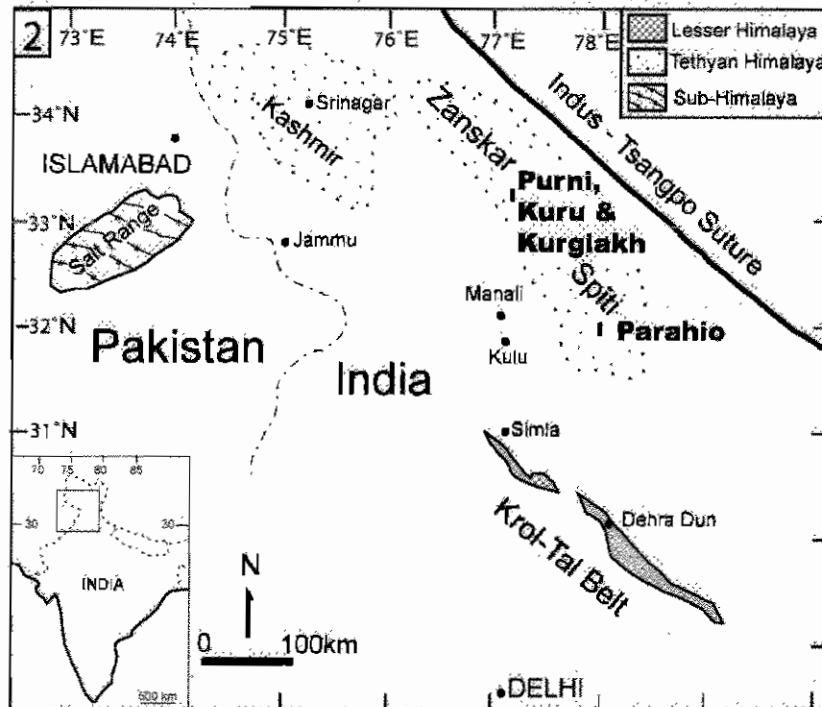 2
73°E
74°E
75°E
76°E
77°E
78°E
Lesser Himalaya
Tethyan Himalaya
Sub-Himalaya
34°N
Srinagar
Kashmir
Zanskar
Indus - Tsangpo Suture
ISLAMABAD
33°N
Salt Range
Jammu
Purni,
Kuru &
Kurglakh
Spiti
Manali
32°N
Parahio
Kulu
Pakistan
India
31°N
Simla
Krol-Tal Belt
Dehra Dun
70 75 80 85
30 30
INDIA
600 km
N
0 100km
DELHI